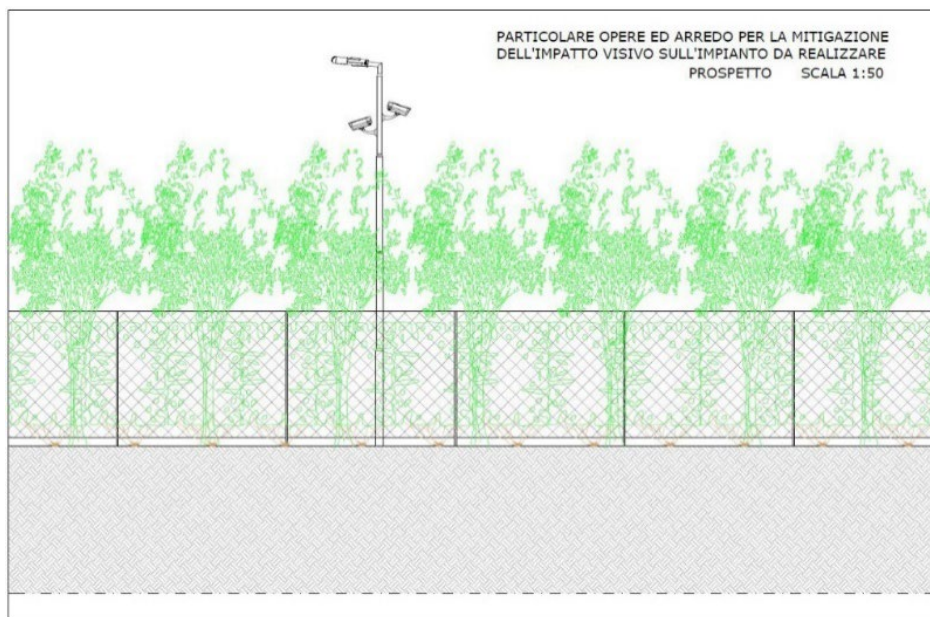 PARTICOLARE OPERE ED ARREDO PER LA MITIGAZIONE
DELL'IMPATTO VISIVO SULL'IMPIANTO DA REALIZZARE
PROSPETTO SCALA 1:50